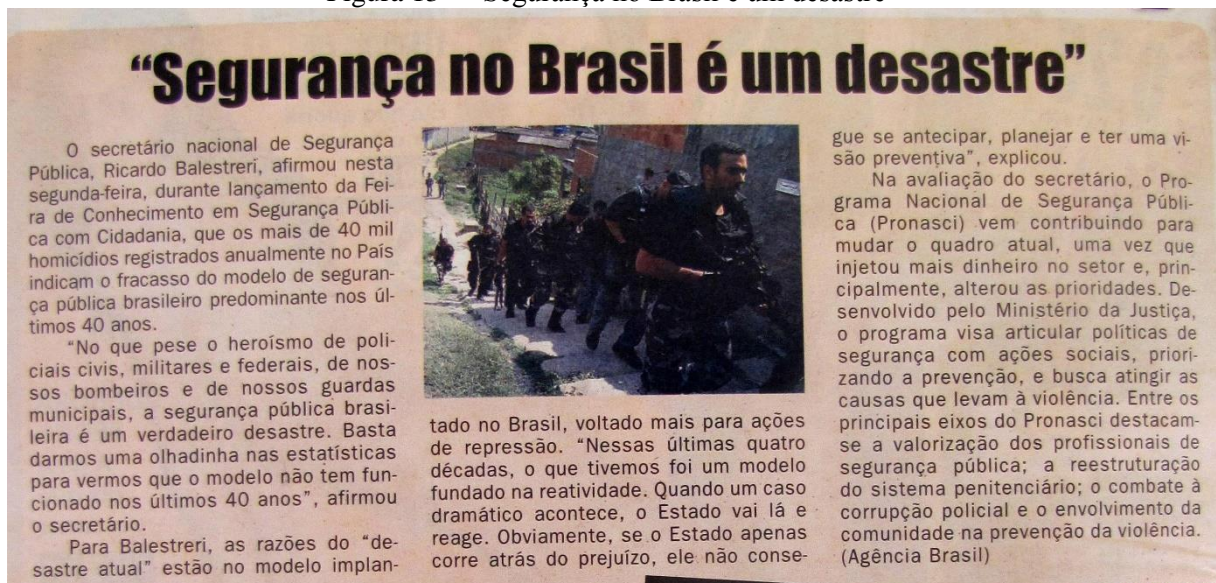 Figura 15 – "Segurança no Brasil é um desastre"
"Segurança no Brasil é um desastre"
O secretário nacional de Segurança
Pública, Ricardo Balestreri, afirmou nesta
segunda-feira, durante lançamento da Fei-
ra de Conhecimento em Segurança Públi-
ca com Cidadania, que os mais de 40 mil
homicídios registrados anualmente no País
indicam o fracasso do modelo de seguran-
ça pública brasileiro predominante nos úl-
timos 40 anos.
"No que pese o heroísmo de poli-
ciais civis, militares e federais, de nos-
sos bombeiros e de nossos guardas
municipais, a segurança pública brasi-
leira é um verdadeiro desastre. Basta
darmos uma olhadinha nas estatísticas
para vermos que o modelo não tem fun-
cionado nos últimos 40 anos", afirmou
o secretário.
Para Balestreri, as razões do "de-
sastre atual" estão no modelo implan-
tado no Brasil, voltado mais para ações
de repressão. "Nessas últimas quatro
décadas, o que tivemos foi um modelo
fundado na reatividade. Quando um caso
dramático acontece, o Estado vai lá e
reage. Obviamente, se o Estado apenas
corre atrás do prejuízo, ele não conse-
gue se antecipar, planejar e ter uma vi-
são preventiva", explicou.
Na avaliação do secretário, o Pro-
grama Nacional de Segurança Públi-
ca (Pronasci) vem contribuindo para
mudar o quadro atual, uma vez que
injetou mais dinheiro no setor e, prin-
cipalmente, alterou as prioridades. De-
senvolvido pelo Ministério da Justiça,
o programa visa articular políticas de
segurança com ações sociais, priori-
zando a prevenção, e busca atingir as
causas que levam à violência. Entre os
principais eixos do Pronasci destacam-
se a valorização dos profissionais de
segurança pública; a reestruturação
do sistema penitenciário; o combate à
corrupção policial e o envolvimento da
comunidade na prevenção da violência.
(Agência Brasil)